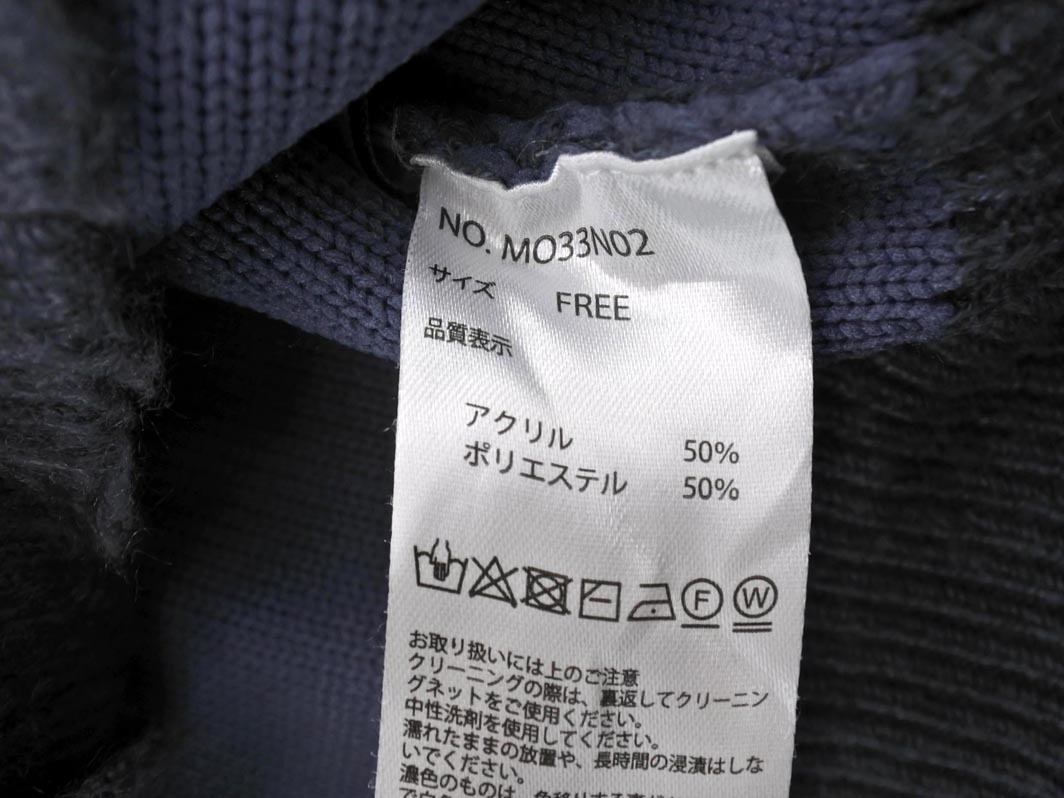 NO. MO33N02
サイズ FREE
品質表示
アクリル 50%
ポリエステル 50%
F W
お取り扱いには上のご注意
クリーニングの際は、裏返してクリーニン
グネットをご使用ください。
中性洗剤を使用してください。
濡れたままの放置や、長時間の浸漬はしな
いでください。
濃色のものは、色移りする